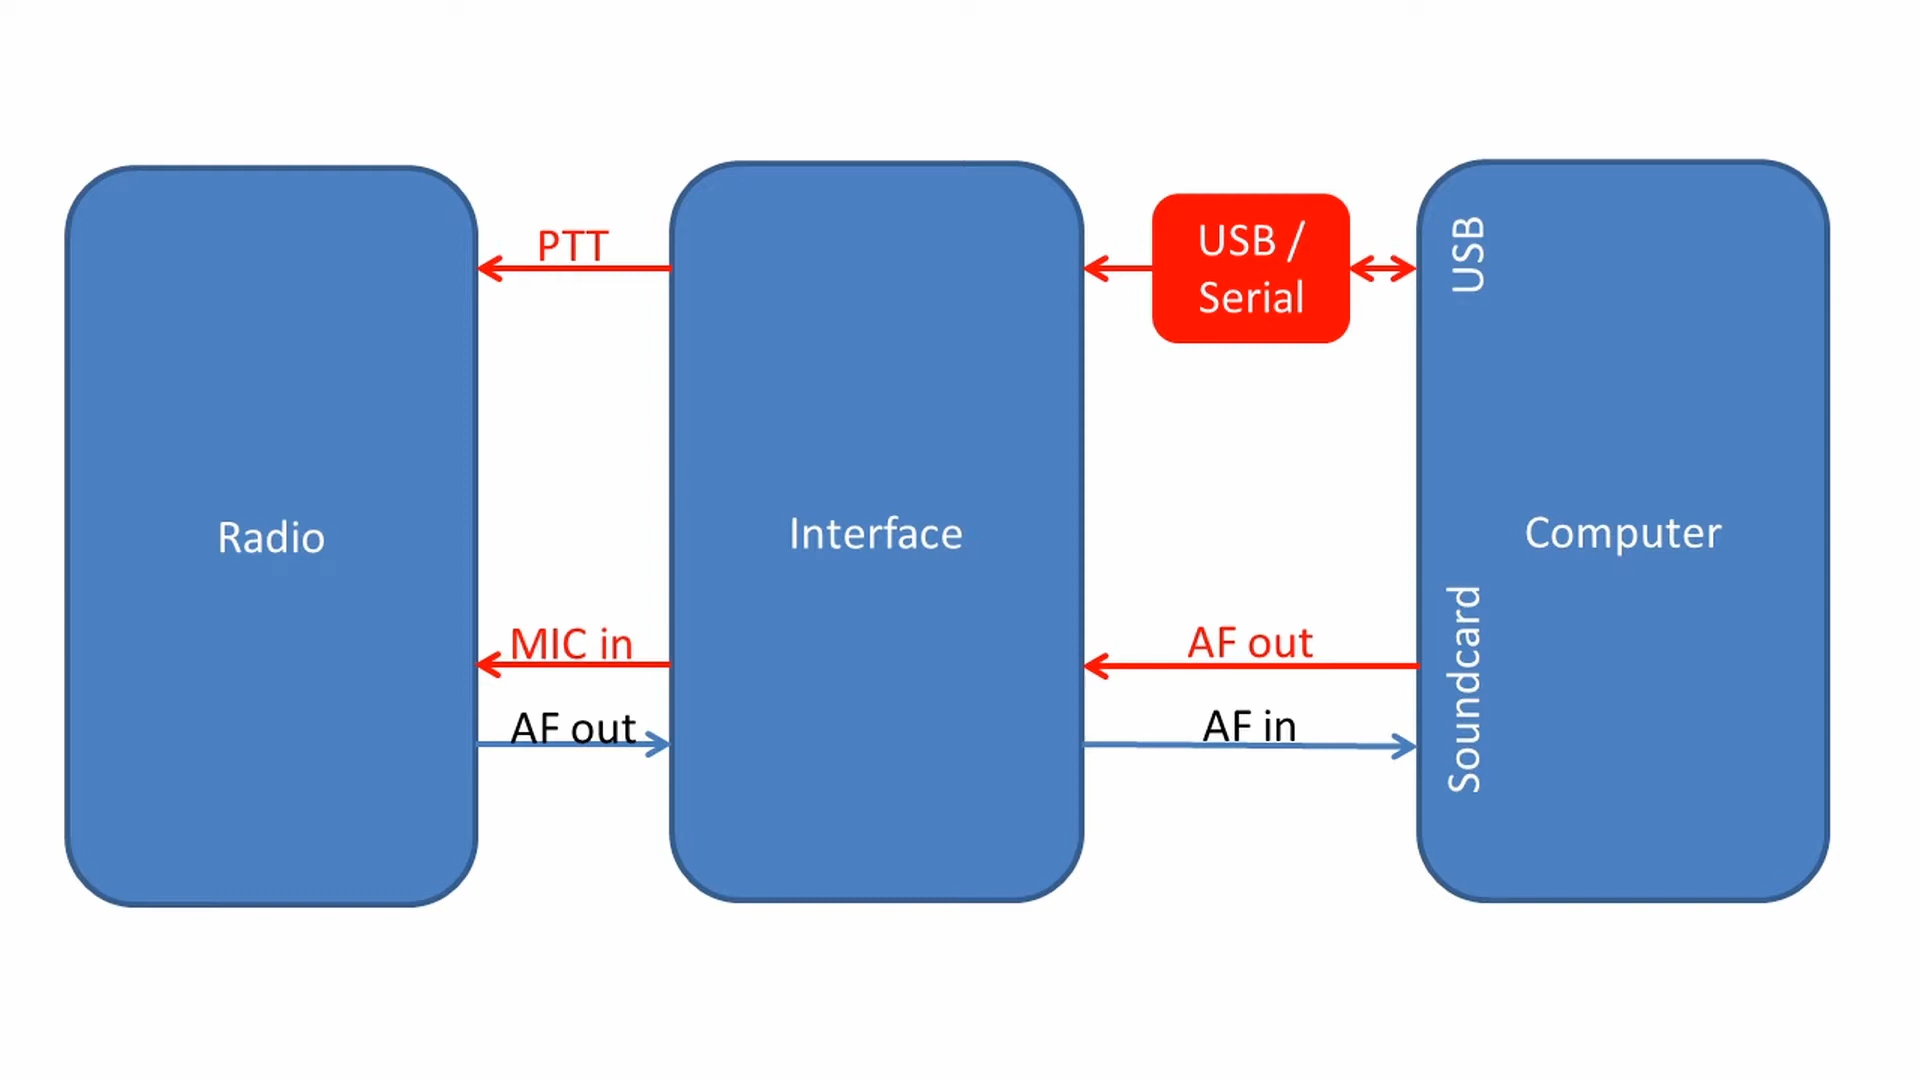 PTT
USB /
Serial
USB
Radio
Interface
Computer
MIC in
AF out
AF out
AF in
Soundcard